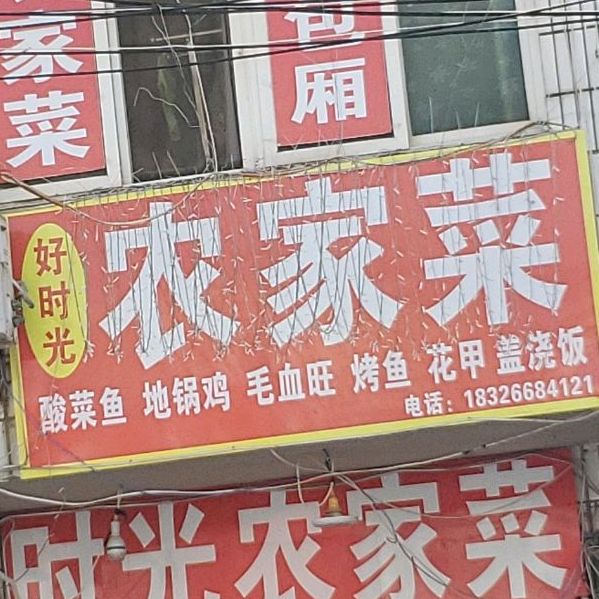 家菜
包厢
好时光
农家菜
酸菜鱼 地锅鸡 毛血旺 烤鱼 花甲 盖浇饭
电话：18326684121
时光农家菜